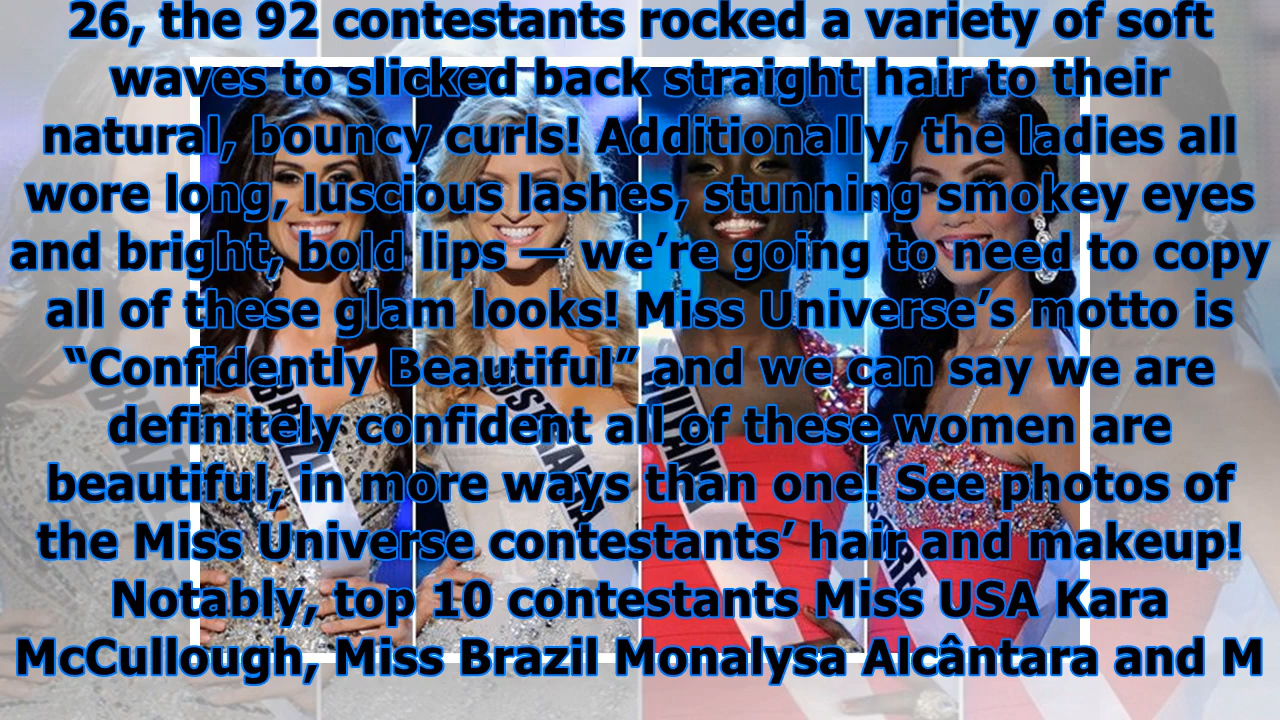 26, the 92 contestants rocked a variety of soft
waves to slicked back straight hair to their
natural, bouncy curls! Additionally, the ladies all
wore long, luscious lashes, stunning smokey eyes
and bright, bold lips — we’re going to need to copy
all of these glam looks! Miss Universe’s motto is
“Confidently Beautiful” and we can say we are
definitely confident all of these women are
beautiful, in more ways than one! See photos of
the Miss Universe contestants’ hair and makeup!
Notably, top 10 contestants Miss USA Kara
McCullough, Miss Brazil Monalysa Alcântara and M
BRAZIL